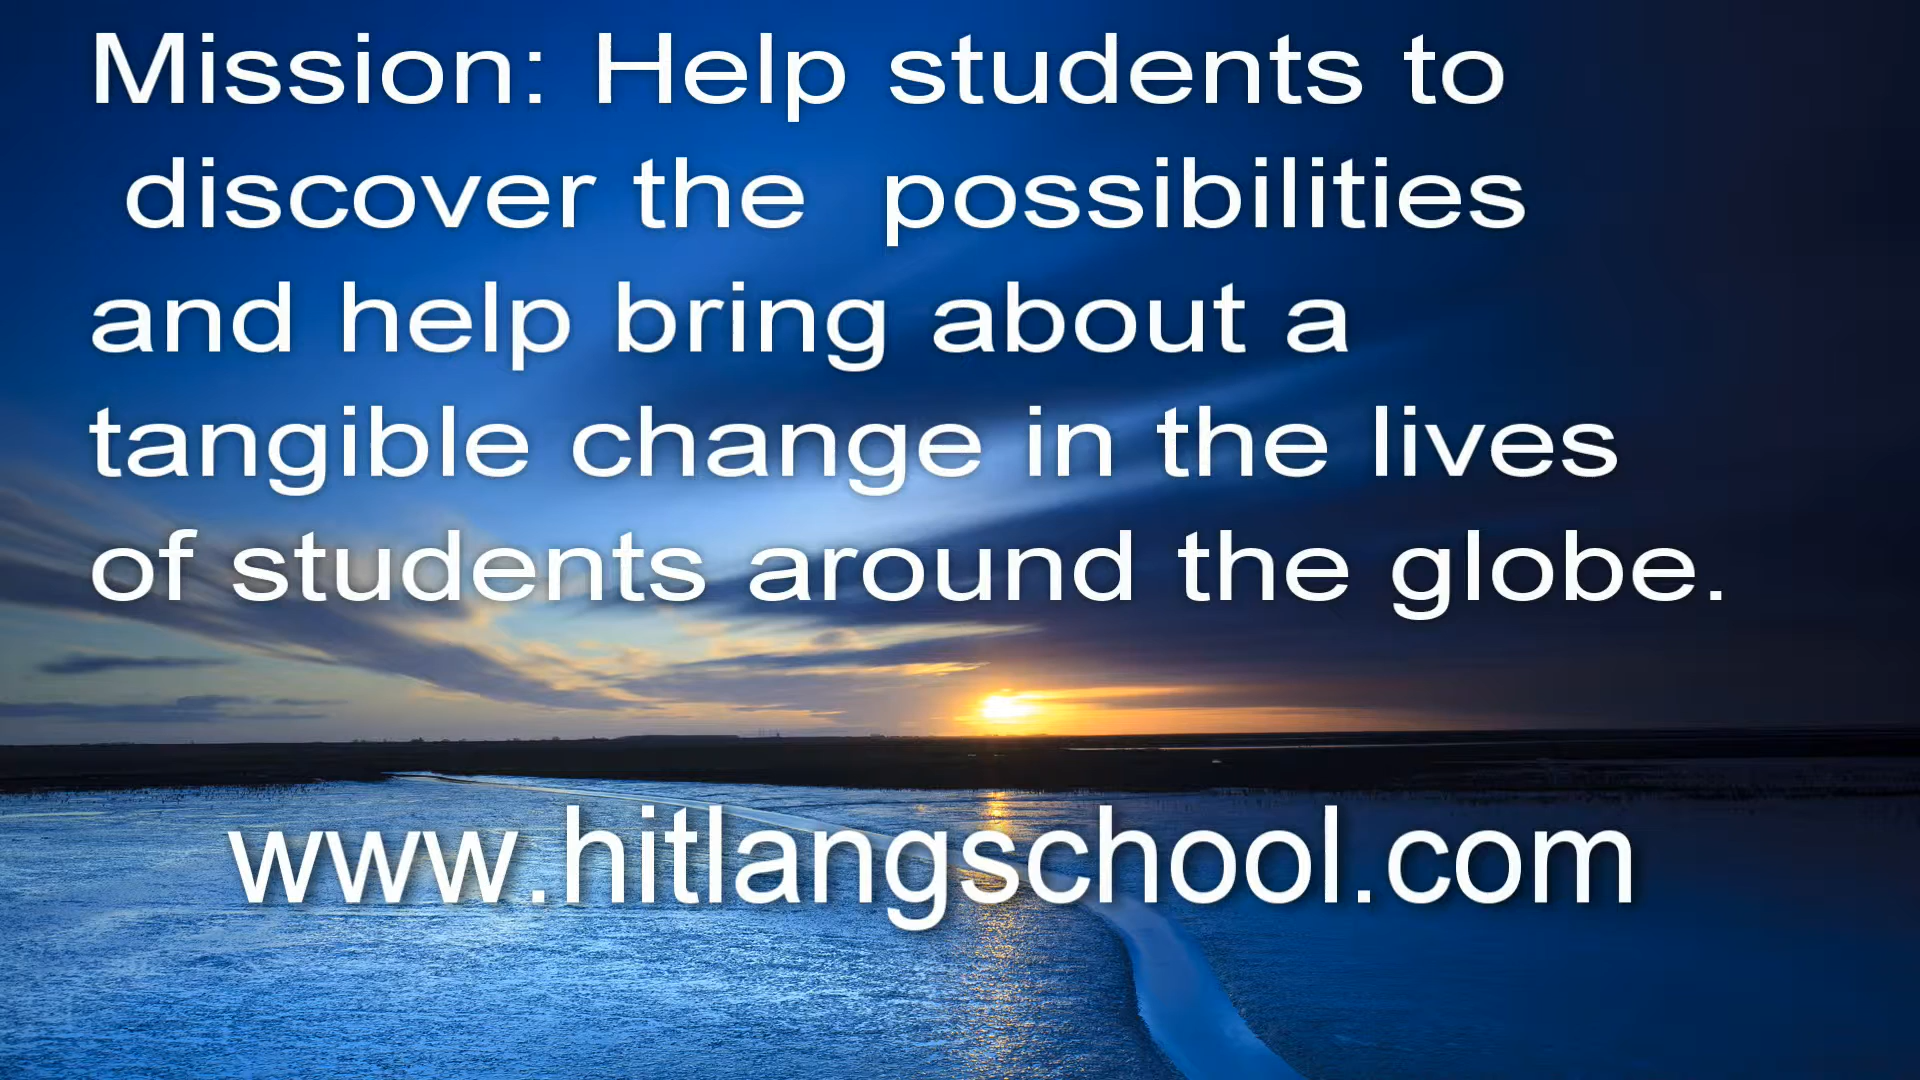 Mission: Help students to
discover the possibilities
and help bring about a
tangible change in the lives
of students around the globe.
www.hitlangschool.com